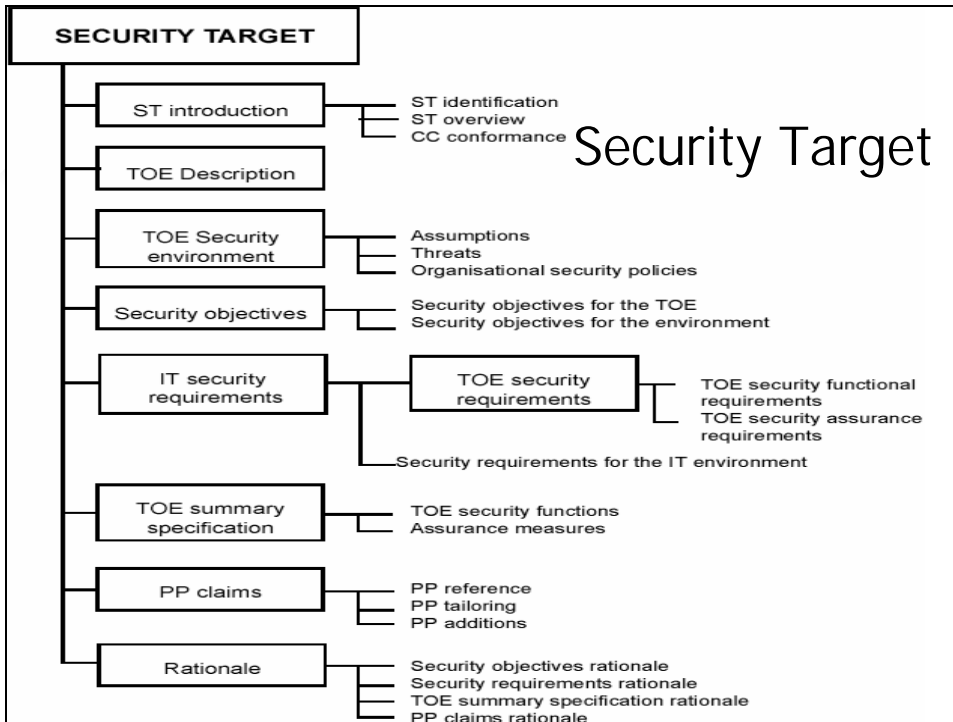 SECURITY TARGET
ST introduction
ST identification
ST overview
CC conformance
Security Target
TOE Description
TOE Security
environment
Assumptions
Threats
Organisational security policies
Security objectives
Security objectives for the TOE
Security objectives for the environment
IT security
requirements
TOE security
requirements
TOE security functional
requirements
TOE security assurance
requirements
Security requirements for the IT environment
TOE summary
specification
TOE security functions
Assurance measures
PP claims
PP reference
PP tailoring
PP additions
Rationale
Security objectives rationale
Security requirements rationale
TOE summary specification rationale
PP claims rationale